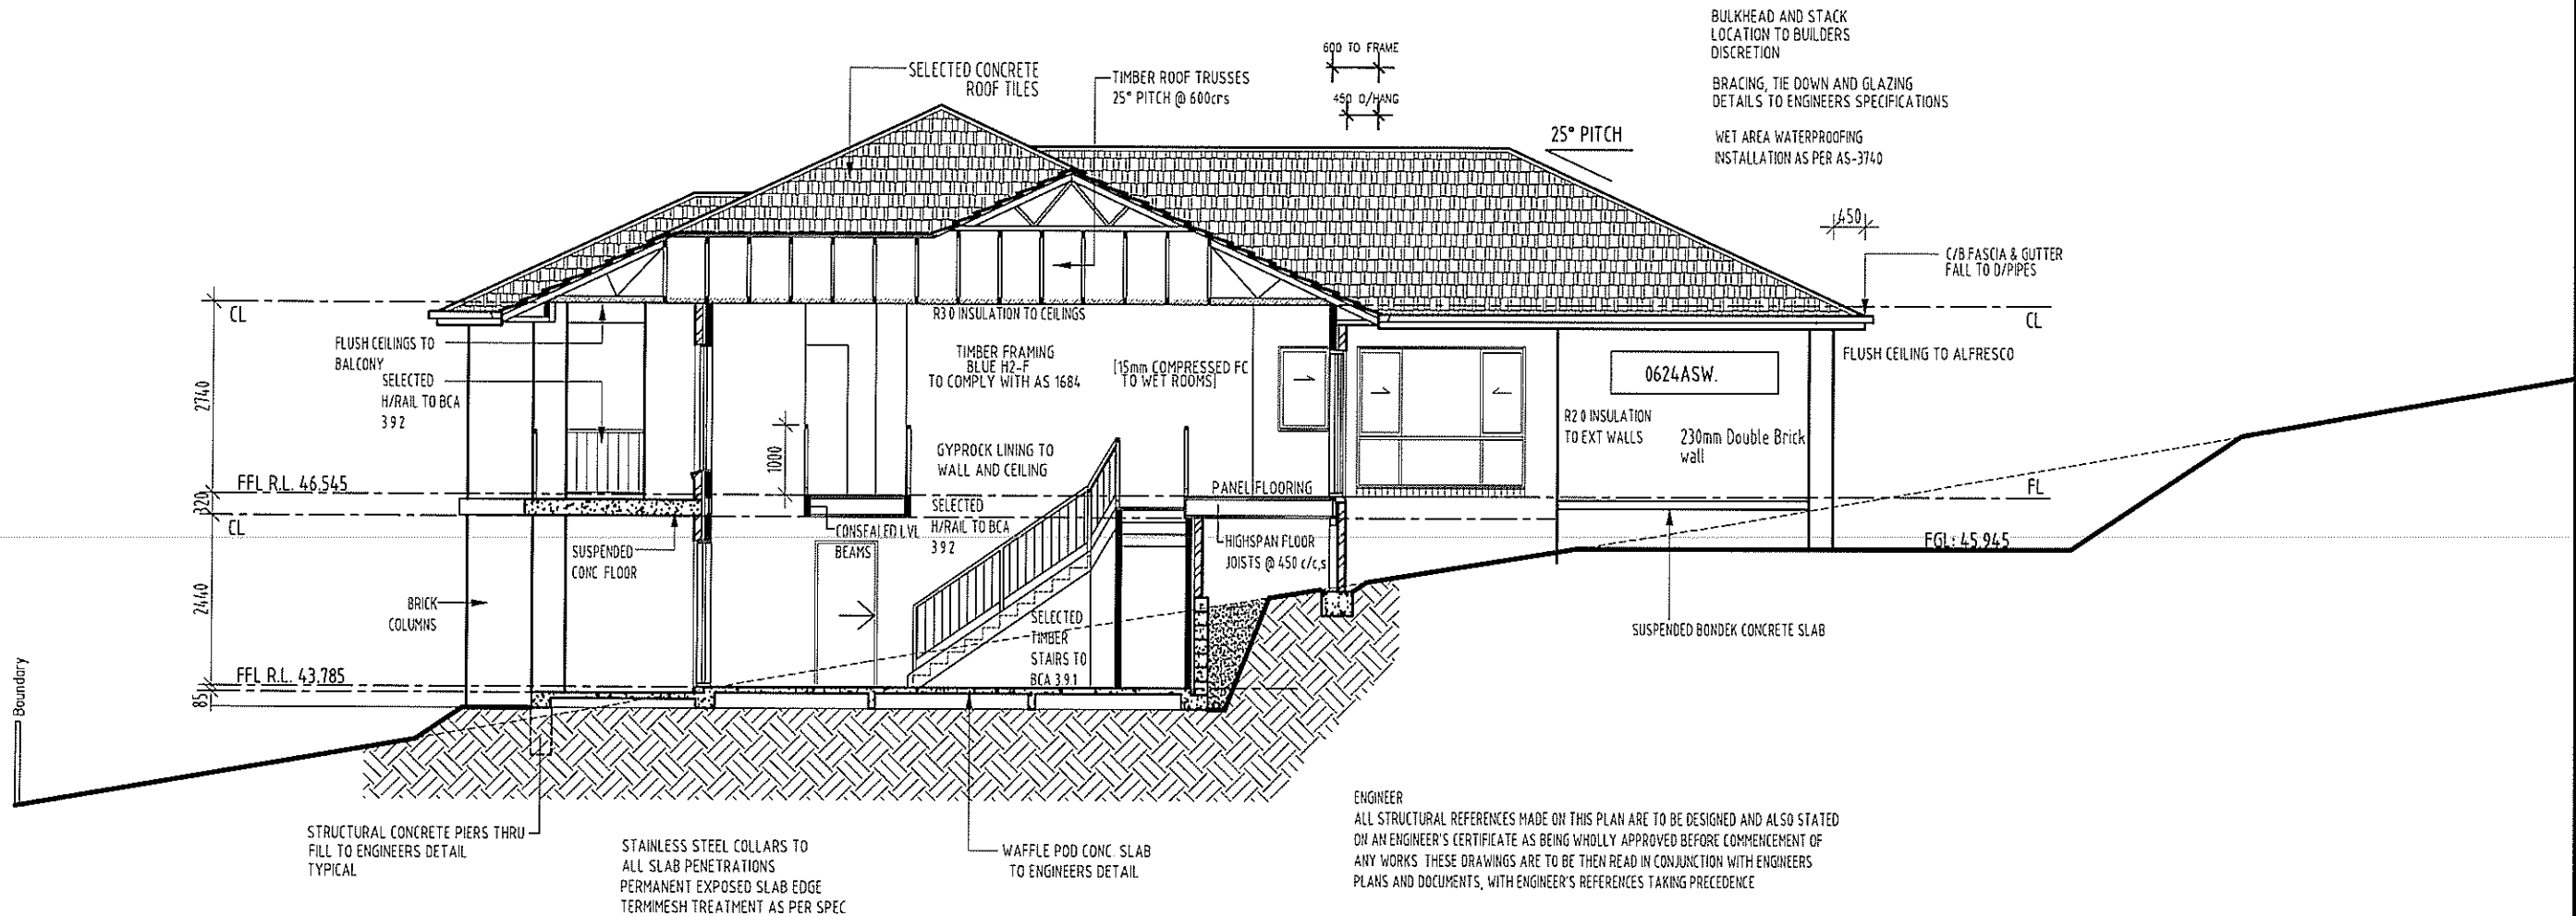 BULKHEAD AND STACK
LOCATION TO BUILDERS
DISCRETION
BRACING, TIE DOWN AND GLAZING
DETAILS TO ENGINEERS SPECIFICATIONS
WET AREA WATERPROOFING
INSTALLATION AS PER AS-3740
600 TO FRAME
450 O/HANG
SELECTED CONCRETE
ROOF TILES
TIMBER ROOF TRUSSES
25° PITCH @ 600crs
25° PITCH
450
C/B FASCIA & GUTTER
FALL TO D/PIPES
CL
CL
R3 0 INSULATION TO CEILINGS
FLUSH CEILINGS TO
BALCONY
SELECTED
H/RAIL TO BCA
3 9 2
TIMBER FRAMING
BLUE H2-F
TO COMPLY WITH AS 1684
[15mm COMPRESSED FC
TO WET ROOMS]
FLUSH CEILING TO ALFRESCO
0624ASW.
R2 0 INSULATION
TO EXT WALLS
230mm Double Brick
wall
2740
1000
GYPROCK LINING TO
WALL AND CEILING
FFL R.L. 46.545
PANEL FLOORING
FL
320
CL
SELECTED
H/RAIL TO BCA
3 9 2
CONSEALED LVL
BEAMS
SUSPENDED
CONC FLOOR
HIGHSPAN FLOOR
JOISTS @ 450 c/c,s
FGL: 45.945
2440
BRICK
COLUMNS
SELECTED
TIMBER
STAIRS TO
BCA 3.9.1
SUSPENDED BONDEK CONCRETE SLAB
FFL R.L. 43.785
85
Boundary
STRUCTURAL CONCRETE PIERS THRU
FILL TO ENGINEERS DETAIL
TYPICAL
STAINLESS STEEL COLLARS TO
ALL SLAB PENETRATIONS
PERMANENT EXPOSED SLAB EDGE
TERMIMESH TREATMENT AS PER SPEC
WAFFLE POD CONC. SLAB
TO ENGINEERS DETAIL
ENGINEER
ALL STRUCTURAL REFERENCES MADE ON THIS PLAN ARE TO BE DESIGNED AND ALSO STATED
ON AN ENGINEER'S CERTIFICATE AS BEING WHOLLY APPROVED BEFORE COMMENCEMENT OF
ANY WORKS THESE DRAWINGS ARE TO BE THEN READ IN CONJUNCTION WITH ENGINEERS
PLANS AND DOCUMENTS, WITH ENGINEER'S REFERENCES TAKING PRECEDENCE